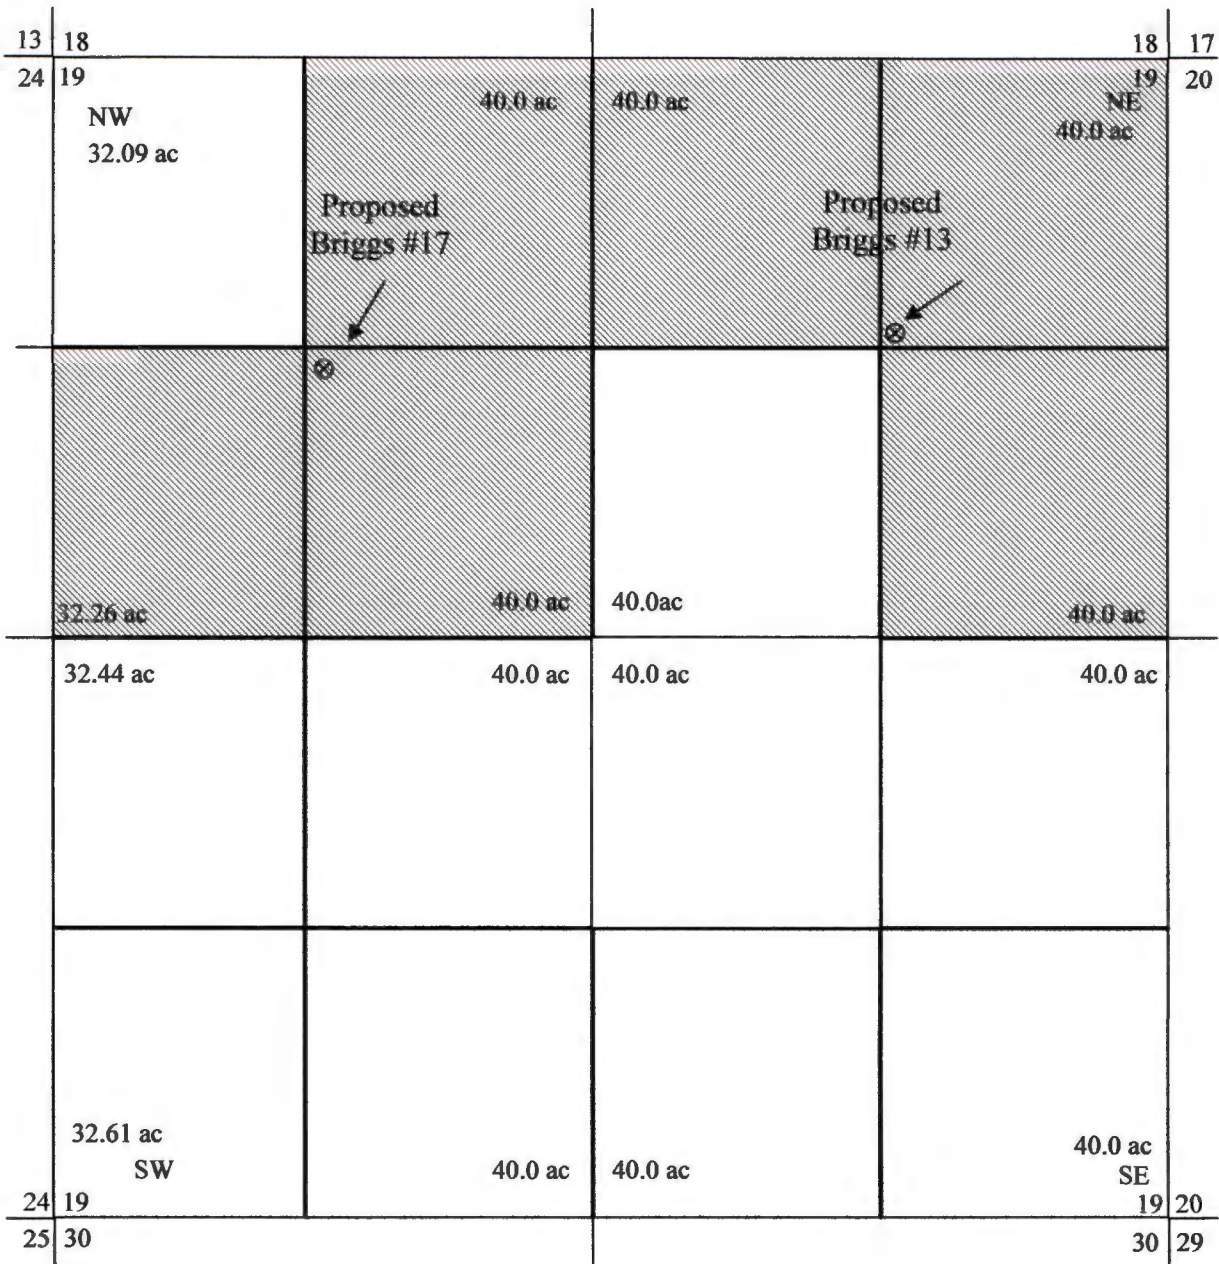 13 18
18 17
24 19
19 20
NW
32.09 ac
40.0 ac
40.0 ac
NE
40.0 ac
Proposed
Briggs #17
Proposed
Briggs #13
32.26 ac
40.0 ac
40.0ac
40.0 ac
32.44 ac
40.0 ac
40.0 ac
40.0 ac
32.61 ac
SW
40.0 ac
40.0 ac
40.0 ac
SE
24 19
19 20
25 30
30 29